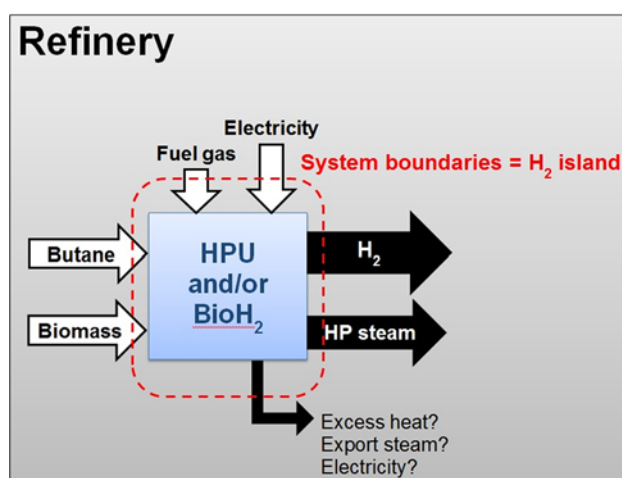 Refinery
Electricity
Fuel gas
System boundaries = H₂ island
Butane
HPU
and/or
BioH₂
H₂
Biomass
HP steam
Excess heat?
Export steam?
Electricity?